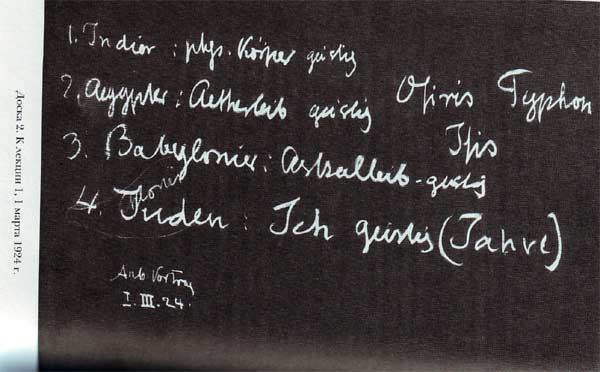 Доска 2. К лекции 1, 1 марта 1924 г.
1. Indier : phys. Körper geistig
2. Aegypter : Aetherleib geistig Osiris Typhon
Isis
3. Babylonier : Astralleib - geistig
4. Juden : Ich geistig (Jahve)
Arb Vortrag
I. III. 24.